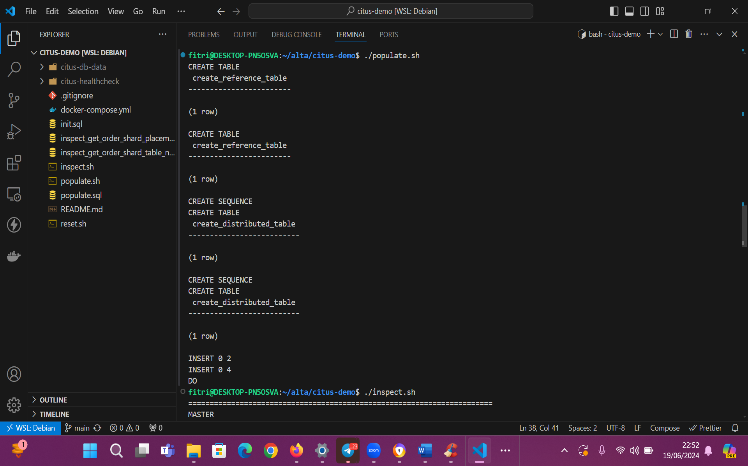 File Edit Selection View Go Run ··· citus-demo [WSL: Debian]
EXPLORER ···
CITUS-DEMO [WSL: DEBIAN]
citus-db-data
citus-healthcheck
.gitignore
docker-compose.yml
init.sql
inspect_get_order_shard_placem...
inspect_get_order_shard_table_n...
inspect.sh
populate.sh
populate.sql
README.md
reset.sh
OUTLINE
TIMELINE
PROBLEMS OUTPUT DEBUG CONSOLE TERMINAL PORTS bash - citus-demo
fitri@DESKTOP-PN5O5VA:~/alta/citus-demo$ ./populate.sh
CREATE TABLE
create_reference_table
------------------------
(1 row)
CREATE TABLE
create_reference_table
------------------------
(1 row)
CREATE SEQUENCE
CREATE TABLE
create_distributed_table
--------------------------
(1 row)
CREATE SEQUENCE
CREATE TABLE
create_distributed_table
--------------------------
(1 row)
INSERT 0 2
INSERT 0 4
DO
fitri@DESKTOP-PN5O5VA:~/alta/citus-demo$ ./inspect.sh
======================================================================
MASTER
WSL: Debian main 0 0 0 Ln 38, Col 41 Spaces: 2 UTF-8 LF Compose Prettier
22:52
19/06/2024